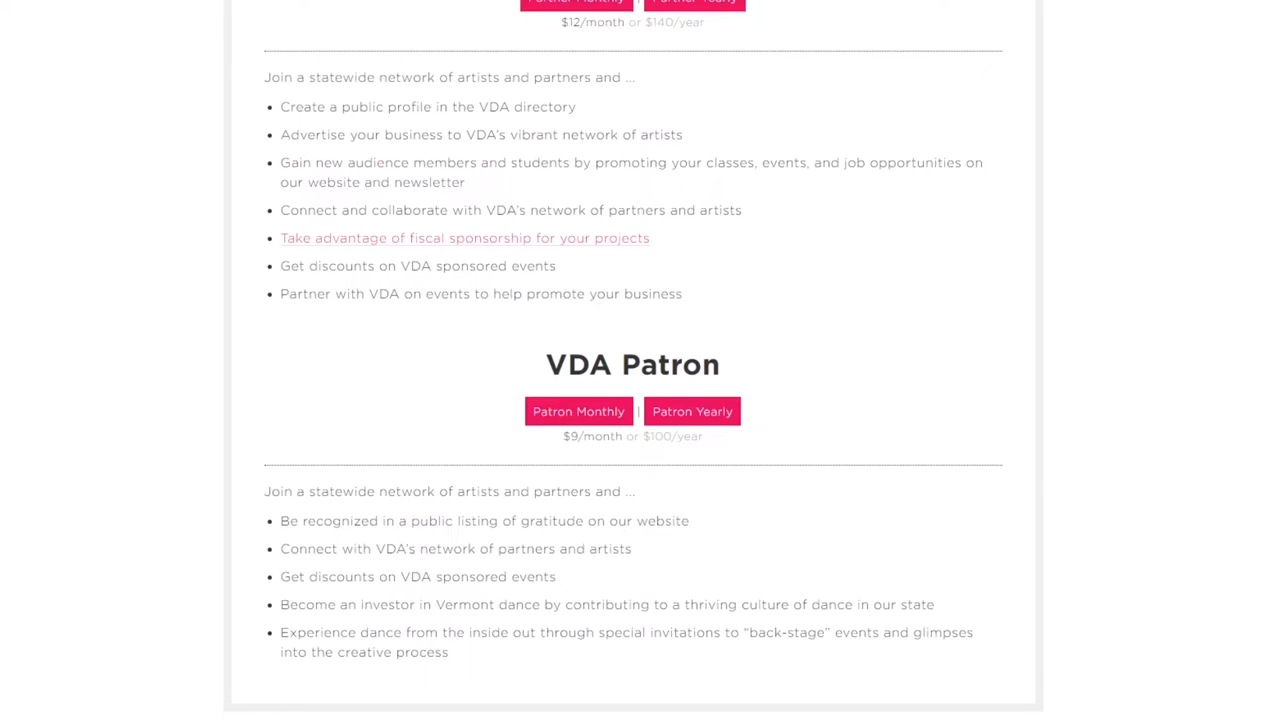 Partner Monthly | Partner Yearly
$12/month or $140/year
Join a statewide network of artists and partners and ...
• Create a public profile in the VDA directory
• Advertise your business to VDA's vibrant network of artists
• Gain new audience members and students by promoting your classes, events, and job opportunities on
our website and newsletter
• Connect and collaborate with VDA's network of partners and artists
• Take advantage of fiscal sponsorship for your projects
• Get discounts on VDA sponsored events
• Partner with VDA on events to help promote your business
VDA Patron
Patron Monthly | Patron Yearly
$9/month or $100/year
Join a statewide network of artists and partners and ...
• Be recognized in a public listing of gratitude on our website
• Connect with VDA's network of partners and artists
• Get discounts on VDA sponsored events
• Become an investor in Vermont dance by contributing to a thriving culture of dance in our state
• Experience dance from the inside out through special invitations to “back-stage” events and glimpses
into the creative process